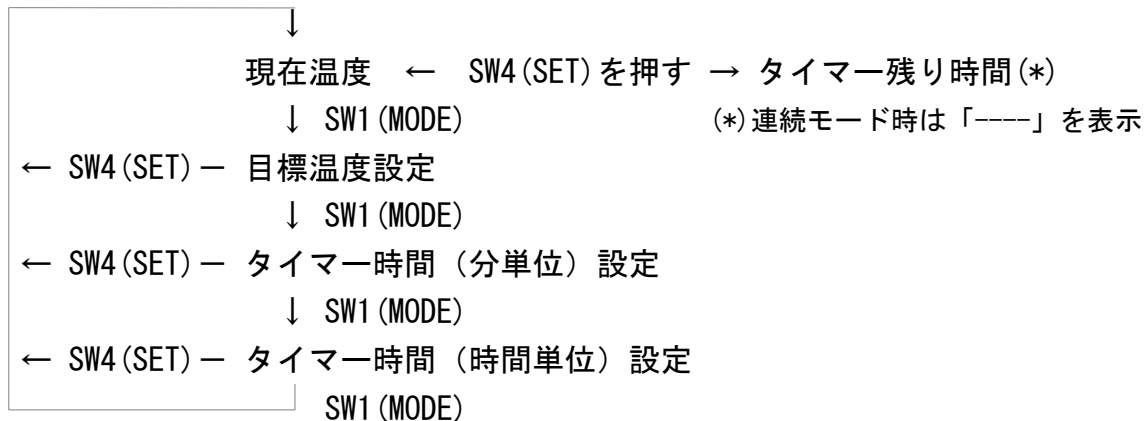 ↓
現在温度 ← SW4(SET)を押す → タイマー残り時間(*)
↓ SW1(MODE) (*)連続モード時は「----」を表示
← SW4(SET)― 目標温度設定
↓ SW1(MODE)
← SW4(SET)― タイマー時間（分単位）設定
↓ SW1(MODE)
← SW4(SET)― タイマー時間（時間単位）設定
SW1(MODE)